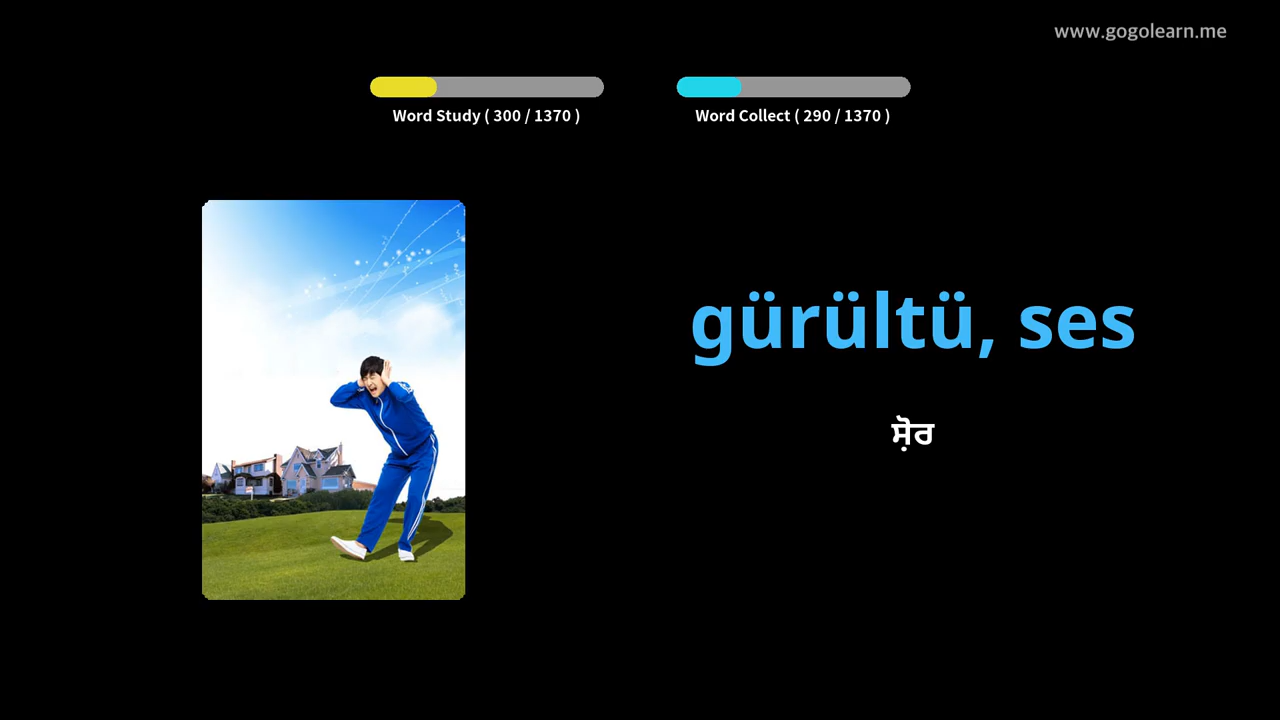 www.gogolearn.me
Word Study ( 300 / 1370 )
Word Collect ( 290 / 1370 )
gürültü, ses
ਸ਼ੋਰ